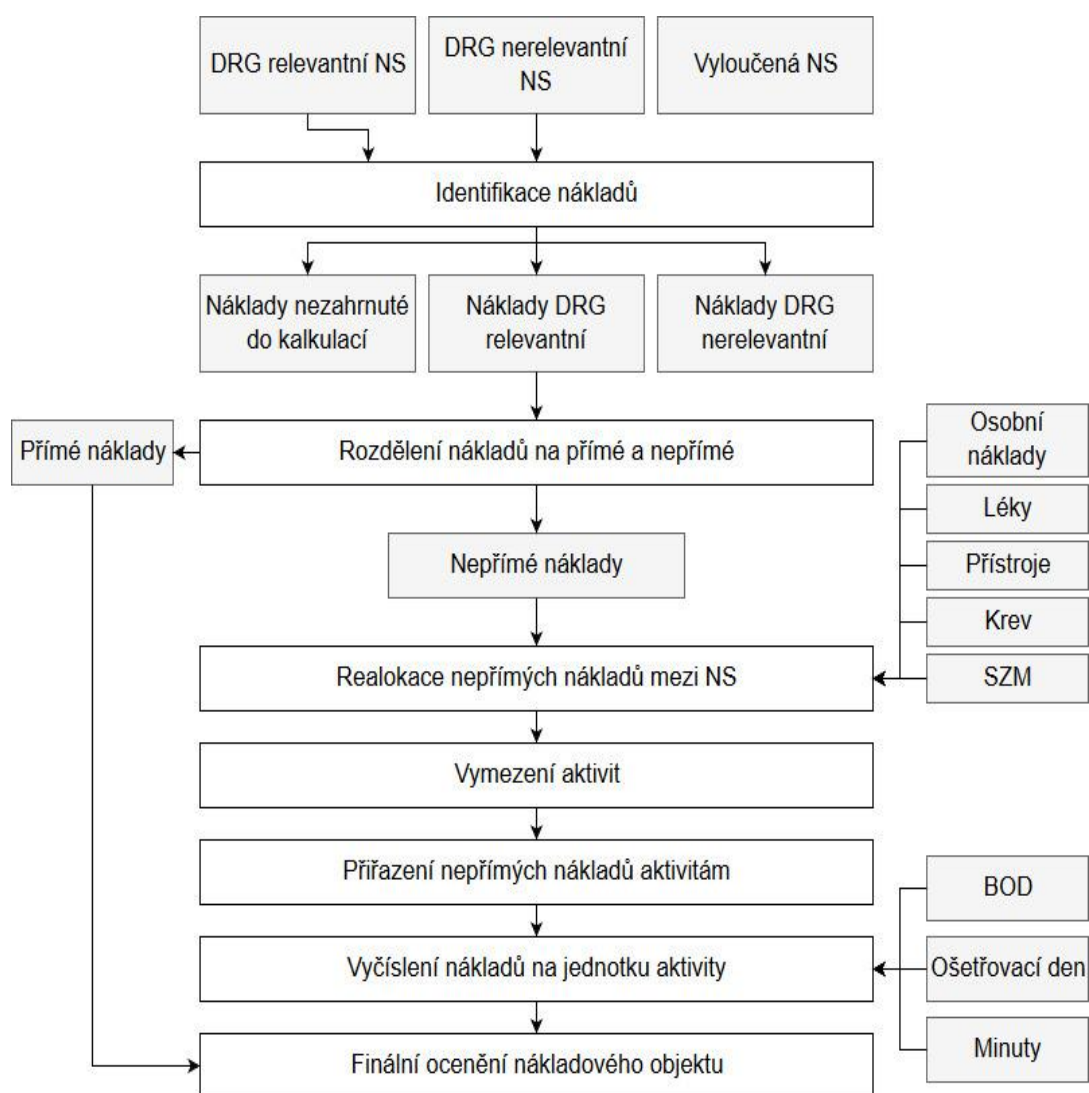 DRG relevantní NS
DRG nerelevantní
NS
Vyloučená NS
Identifikace nákladů
Náklady nezahrnuté
do kalkulací
Náklady DRG
relevantní
Náklady DRG
nerelevantní
Přímé náklady
Rozdělení nákladů na přímé a nepřímé
Osobní
náklady
Léky
Přístroje
Krev
SZM
Nepřímé náklady
Realokace nepřímých nákladů mezi NS
Vymezení aktivit
Přiřazení nepřímých nákladů aktivitám
Vyčíslení nákladů na jednotku aktivity
BOD
Ošetřovací den
Minuty
Finální ocenění nákladového objektu